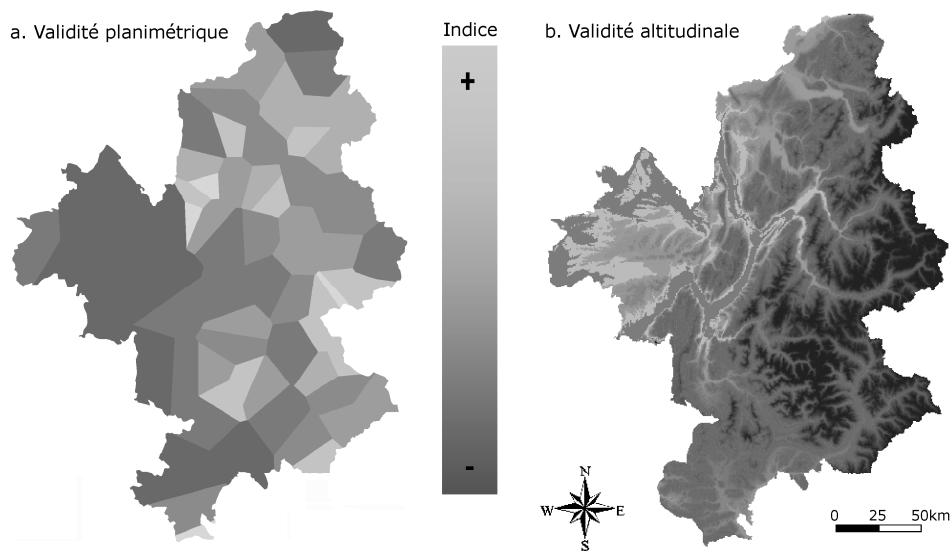 a. Validité planimétrique
Indice
b. Validité altitudinale
+
-
N
W E
S
0 25 50km